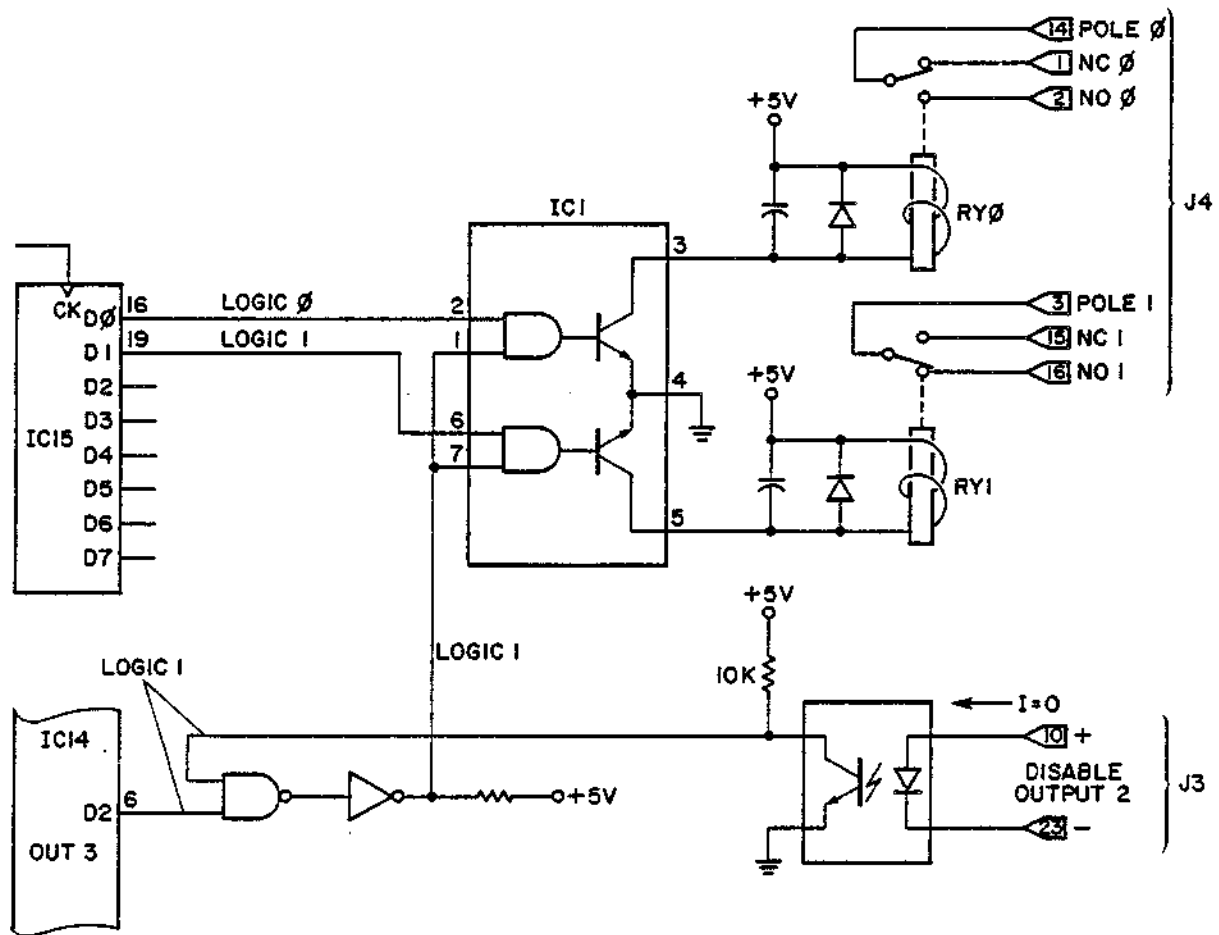 14 POLE Ø
1 NC Ø
2 NO Ø
+5V
RYØ
J4
IC1
3
CK
DØ 16 LOGIC Ø 2
D1 19 LOGIC 1 1
D2
D3
D4
D5
D6
D7
IC15
4
6
7
5
3 POLE 1
15 NC 1
16 NO 1
+5V
RY1
+5V
10K
LOGIC 1
LOGIC 1
I=0
IC14
10 +
DISABLE
OUTPUT 2
J3
D2 6
+5V
23 -
OUT 3